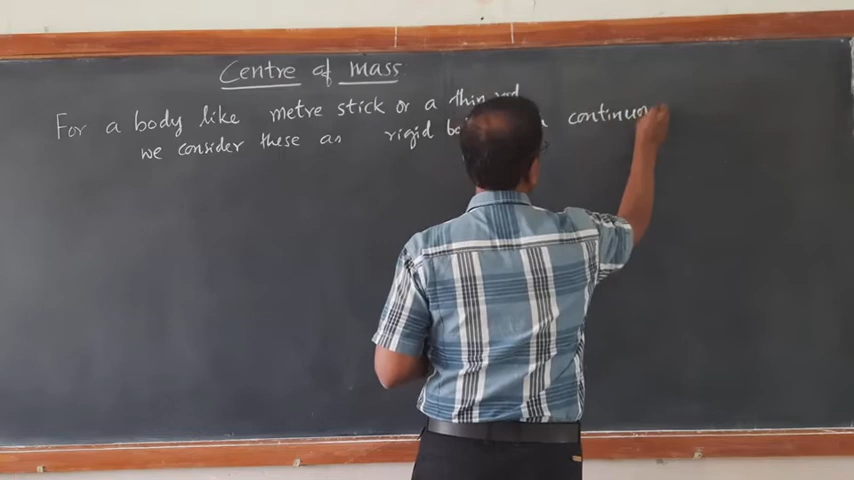 Centre of Mass
For a body like metre stick or a thin rod
we consider these as rigid continuou